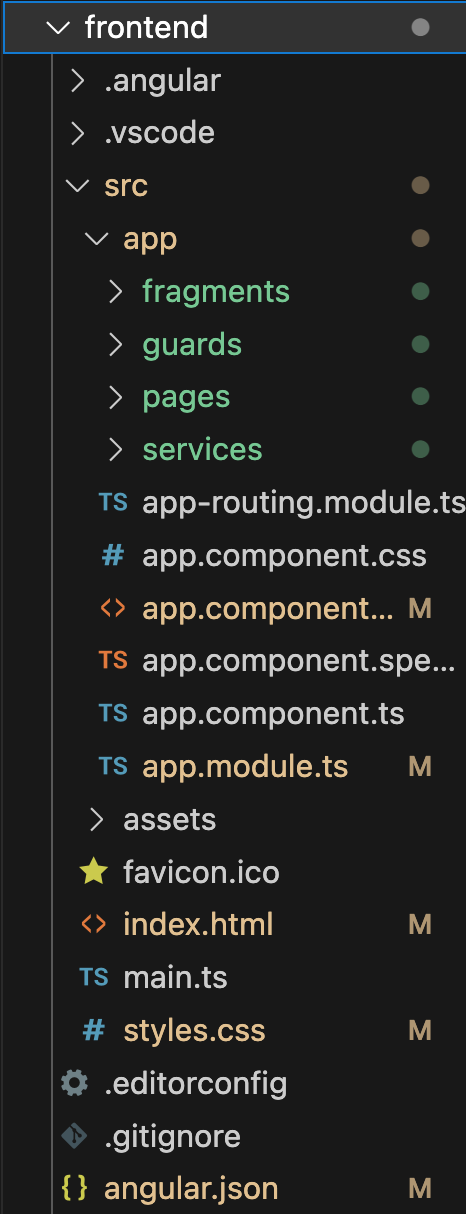 frontend
.angular
.vscode
src
app
fragments
guards
pages
services
TS app-routing.module.ts
# app.component.css
<> app.component... M
TS app.component.spe...
TS app.component.ts
TS app.module.ts M
assets
favicon.ico
<> index.html M
TS main.ts
# styles.css M
.editorconfig
.gitignore
{} angular.json M